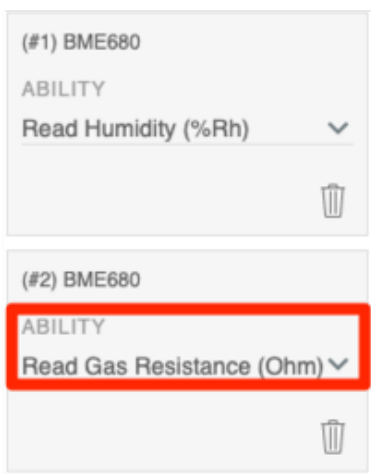 (#1) BME680
ABILITY
Read Humidity (%Rh)
(#2) BME680
ABILITY
Read Gas Resistance (Ohm)